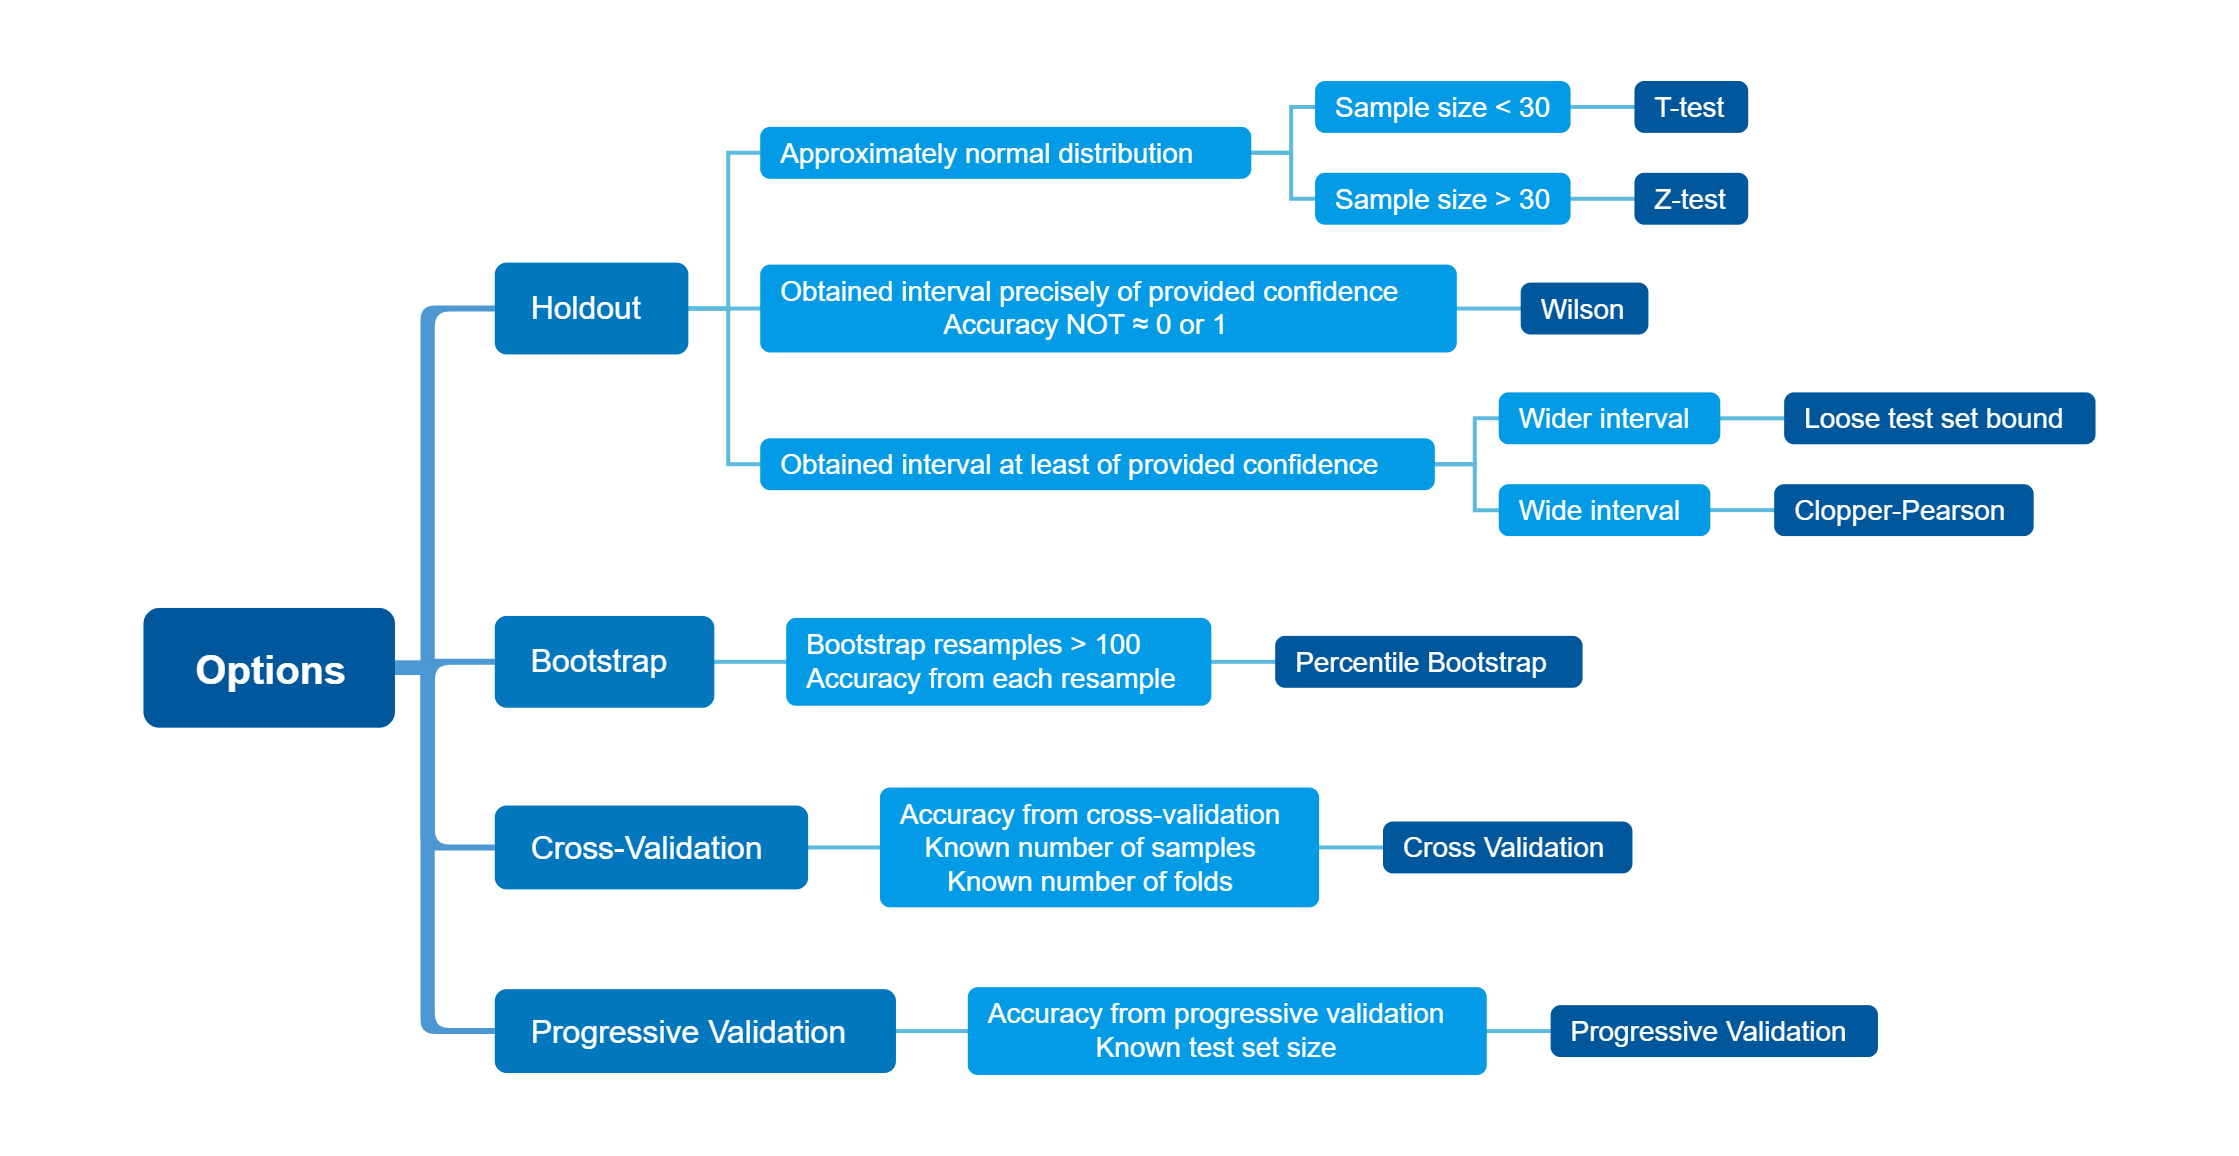 Options
Holdout
Approximately normal distribution
Sample size < 30
T-test
Sample size > 30
Z-test
Obtained interval precisely of provided confidence
Accuracy NOT ≈ 0 or 1
Wilson
Obtained interval at least of provided confidence
Wider interval
Loose test set bound
Wide interval
Clopper-Pearson
Bootstrap
Bootstrap resamples > 100
Accuracy from each resample
Percentile Bootstrap
Cross-Validation
Accuracy from cross-validation
Known number of samples
Known number of folds
Cross Validation
Progressive Validation
Accuracy from progressive validation
Known test set size
Progressive Validation